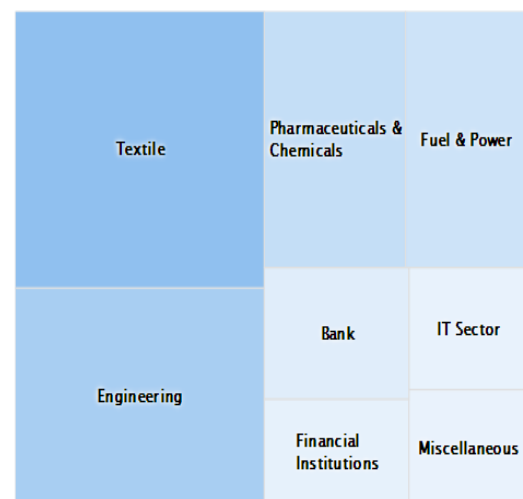 Textile
Pharmaceuticals &
Chemicals
Fuel & Power
Engineering
Bank
IT Sector
Financial
Institutions
Miscellaneous